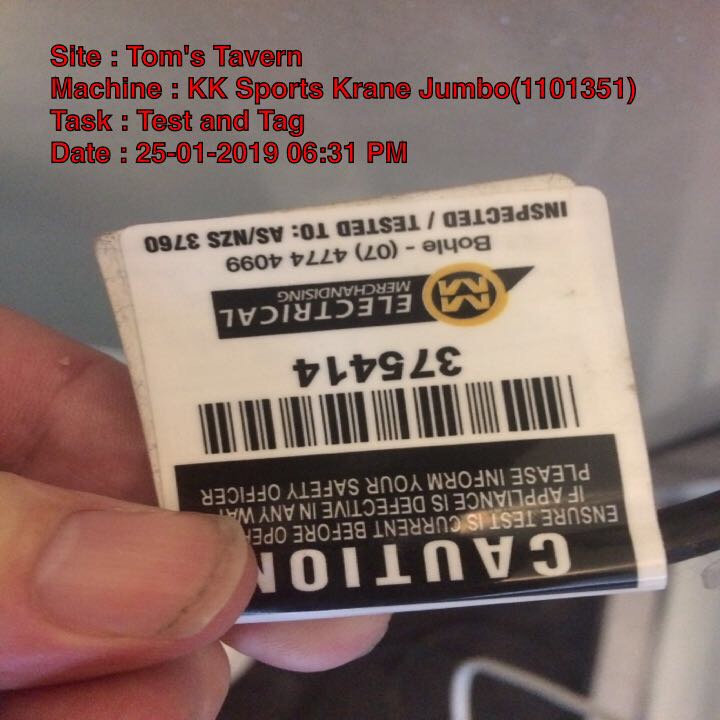 Site : Tom's Tavern
Machine : KK Sports Krane Jumbo(1101351)
Task : Test and Tag
Date : 25-01-2019 06:31 PM
CAUTION
ENSURE TEST IS CURRENT BEFORE
IF APPLIANCE IS DEFECTIVE IN ANY
PLEASE INFORM YOUR SAFETY OFFICER
375414
M ELECTRICAL
MERCHANDISING
Bohle - (07) 4774 4099
INSPECTED / TESTED TO: AS/NZS 3760